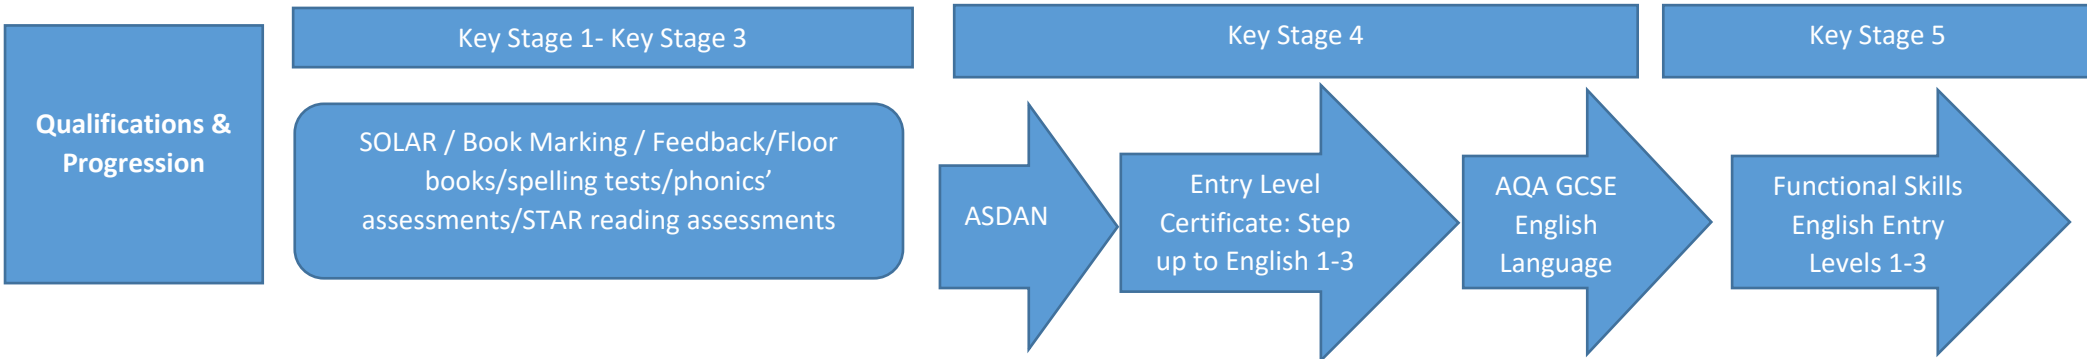 Qualifications &
Progression
Key Stage 1- Key Stage 3
SOLAR / Book Marking / Feedback/Floor
books/spelling tests/phonics’
assessments/STAR reading assessments
Key Stage 4
ASDAN
Entry Level
Certificate: Step
up to English 1-3
AQA GCSE
English
Language
Key Stage 5
Functional Skills
English Entry
Levels 1-3